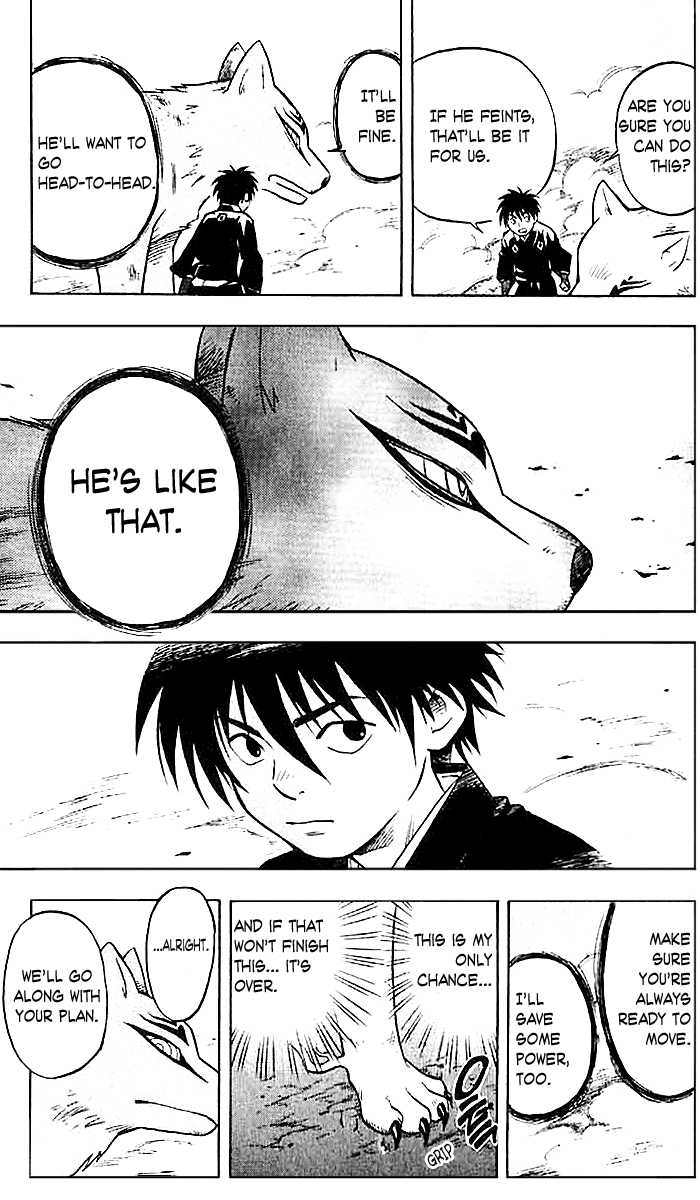 ARE YOU
SURE YOU
CAN DO
THIS?
IF HE FEINTS,
THAT'LL BE IT
FOR US.
IT'LL
BE
FINE.
HE'LL WANT TO
GO
HEAD-TO-HEAD.
HE'S LIKE
THAT.
MAKE
SURE
YOU'RE
ALWAYS
READY TO
MOVE.
I'LL
SAVE
SOME
POWER,
TOO.
THIS IS MY
ONLY
CHANCE...
AND IF THAT
WON'T FINISH
THIS... IT'S
OVER.
GRIP
...ALRIGHT.
WE'LL GO
ALONG WITH
YOUR PLAN.